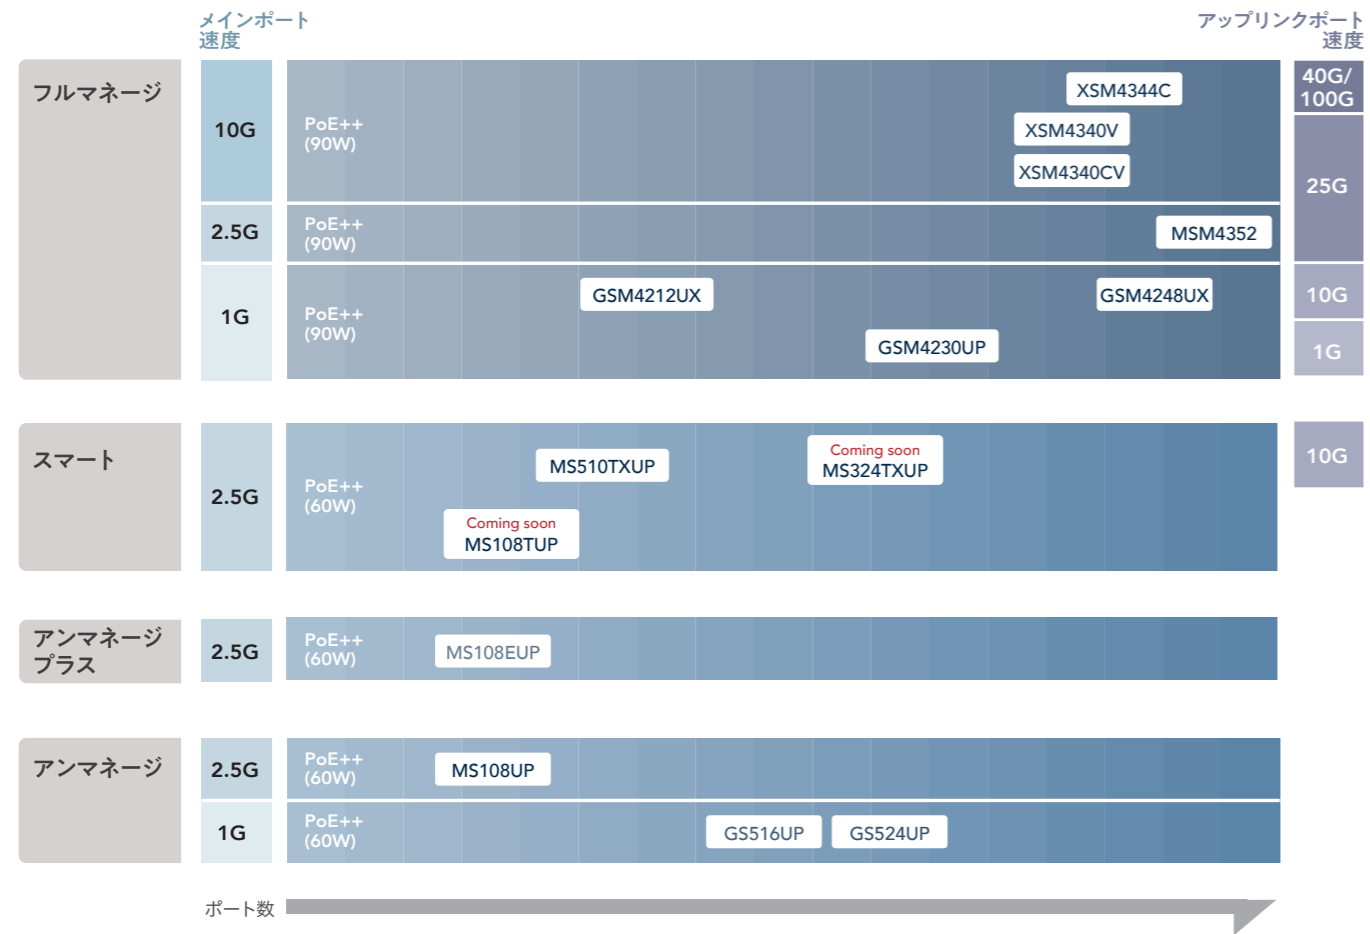 メインポート
速度
アップリンクポート
速度
フルマネージ
10G
PoE++
(90W)
XSM4344C
XSM4340V
XSM4340CV
40G/
100G
25G
2.5G
PoE++
(90W)
MSM4352
1G
PoE++
(90W)
GSM4212UX
GSM4248UX
GSM4230UP
10G
1G
スマート
2.5G
PoE++
(60W)
MS510TXUP
Coming soon
MS324TXUP
Coming soon
MS108TUP
10G
アンマネージ
プラス
2.5G
PoE++
(60W)
MS108EUP
アンマネージ
2.5G
PoE++
(60W)
MS108UP
1G
PoE++
(60W)
GS516UP
GS524UP
ポート数